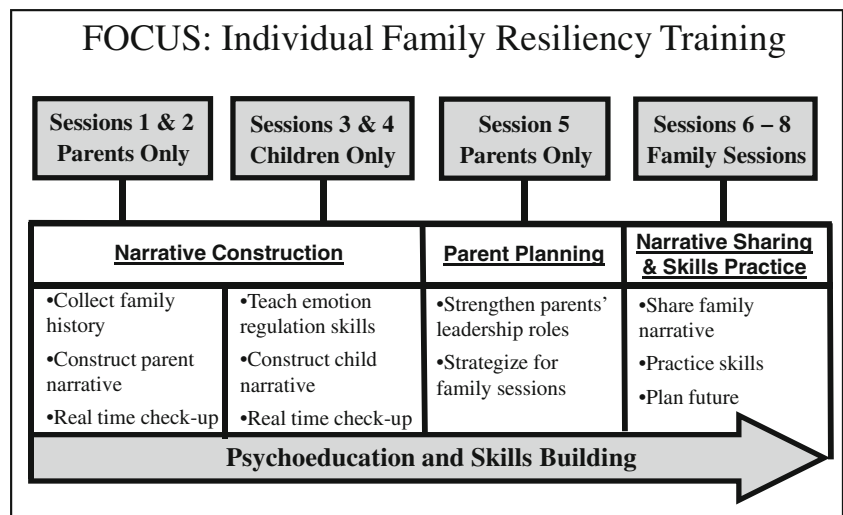 FOCUS: Individual Family Resiliency Training
Sessions 1 & 2
Parents Only
Sessions 3 & 4
Children Only
Session 5
Parents Only
Sessions 6 – 8
Family Sessions
Narrative Construction
Parent Planning
Narrative Sharing
& Skills Practice
•Collect family
history
•Construct parent
narrative
•Real time check-up
•Teach emotion
regulation skills
•Construct child
narrative
•Real time check-up
•Strengthen parents’
leadership roles
•Strategize for
family sessions
•Share family
narrative
•Practice skills
•Plan future
Psychoeducation and Skills Building